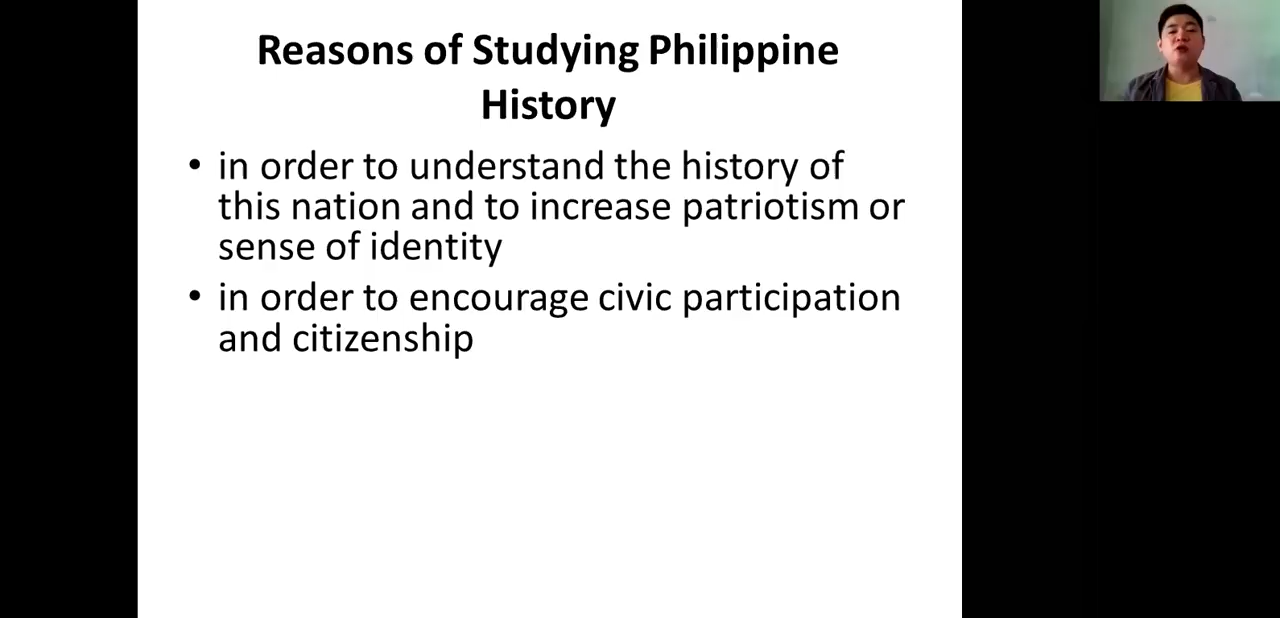 Reasons of Studying Philippine
History
• in order to understand the history of
this nation and to increase patriotism or
sense of identity
• in order to encourage civic participation
and citizenship